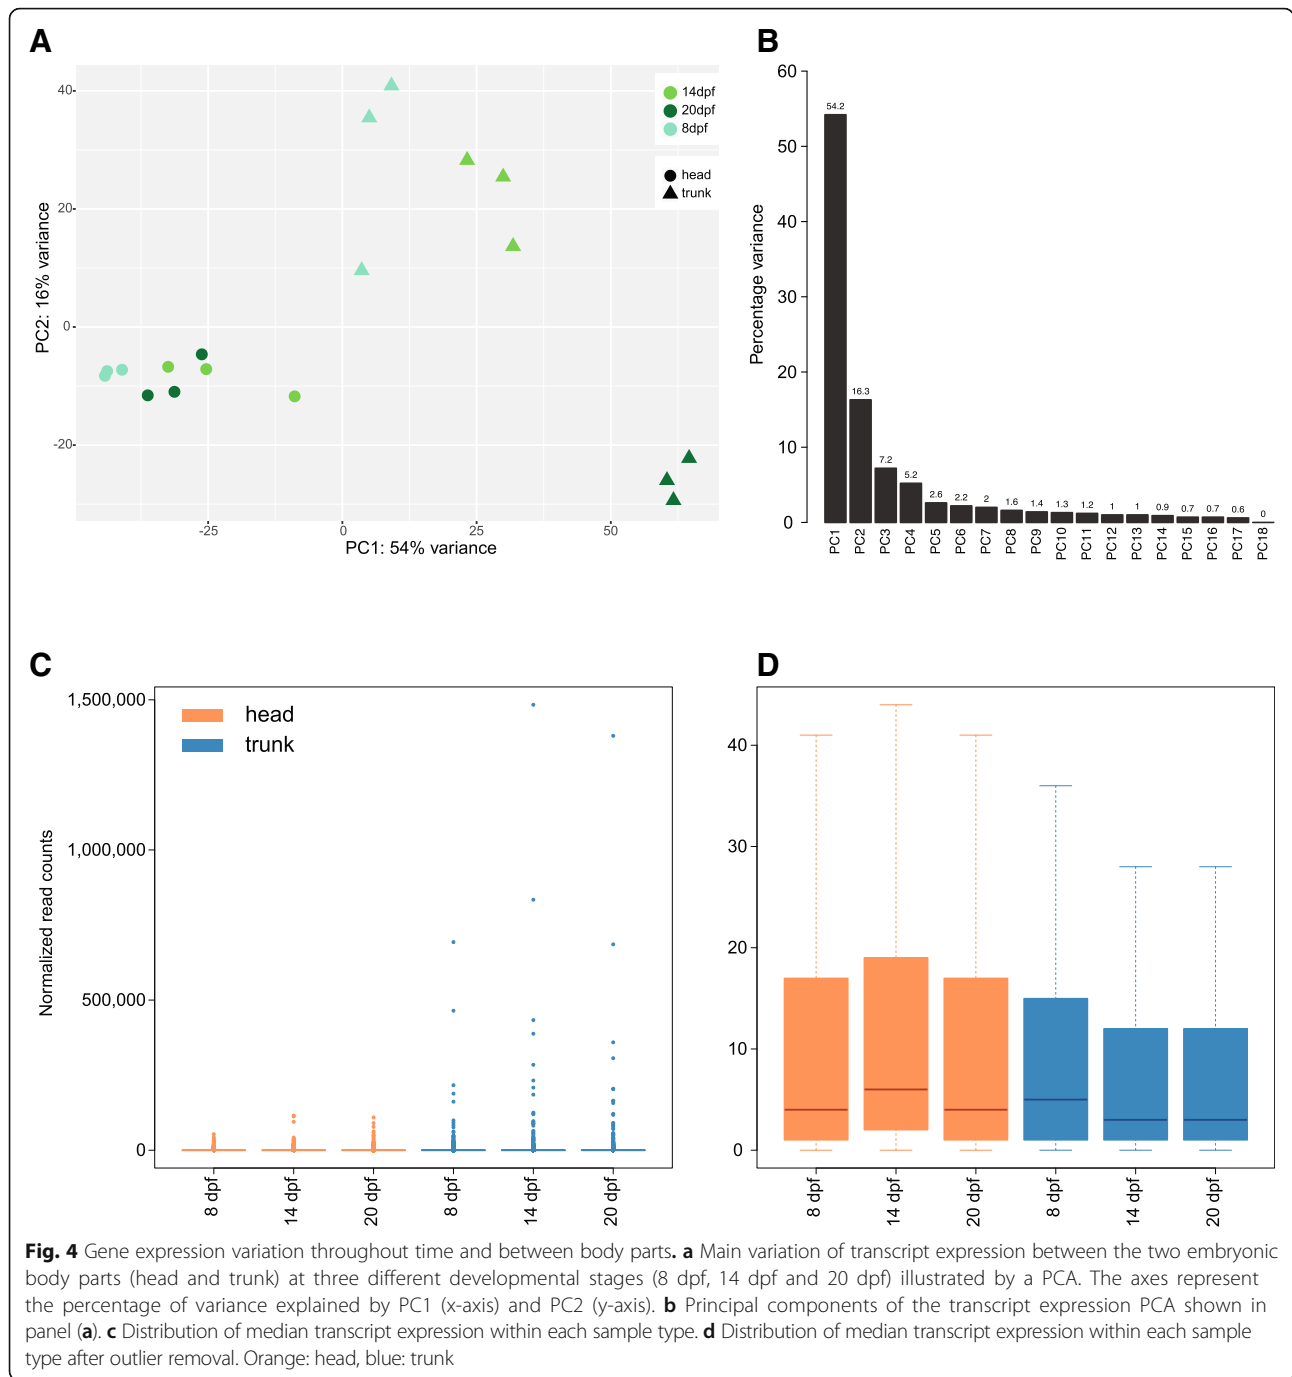 A
40
20
0
-20
-25
0
25
50
PC2: 16% variance
PC1: 54% variance
14dpf
20dpf
8dpf
head
trunk
B
Percentage variance
60
50
40
30
20
10
0
54.2
16.3
7.2
5.2
2.6
2.2
2
1.6
1.4
1.3
1.2
1
1
0.9
0.7
0.7
0.6
0
PC1
PC2
PC3
PC4
PC5
PC6
PC7
PC8
PC9
PC10
PC11
PC12
PC13
PC14
PC15
PC16
PC17
PC18
C
Normalized read counts
1,500,000
1,000,000
500,000
0
head
trunk
8 dpf
14 dpf
20 dpf
8 dpf
14 dpf
20 dpf
D
40
30
20
10
0
8 dpf
14 dpf
20 dpf
8 dpf
14 dpf
20 dpf
Fig. 4 Gene expression variation throughout time and between body parts. a Main variation of transcript expression between the two embryonic
body parts (head and trunk) at three different developmental stages (8 dpf, 14 dpf and 20 dpf) illustrated by a PCA. The axes represent
the percentage of variance explained by PC1 (x-axis) and PC2 (y-axis). b Principal components of the transcript expression PCA shown in
panel (a). c Distribution of median transcript expression within each sample type. d Distribution of median transcript expression within each sample
type after outlier removal. Orange: head, blue: trunk